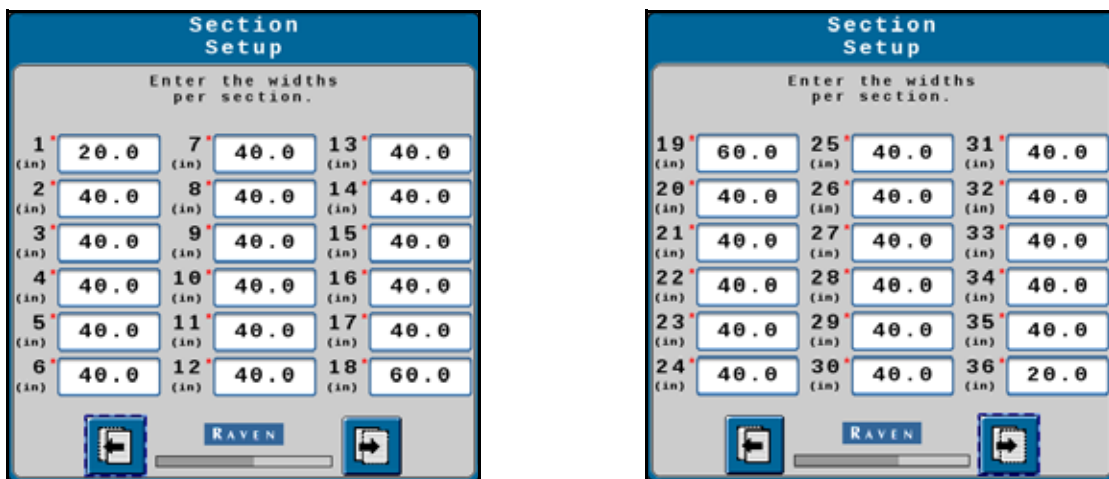 Section
Setup
Enter the widths
per section.
1* 20.0 7* 40.0 13* 40.0
(in) (in) (in)
2* 40.0 8* 40.0 14* 40.0
(in) (in) (in)
3* 40.0 9* 40.0 15* 40.0
(in) (in) (in)
4* 40.0 10* 40.0 16* 40.0
(in) (in) (in)
5* 40.0 11* 40.0 17* 40.0
(in) (in) (in)
6* 40.0 12* 40.0 18* 60.0
(in) (in) (in)
RAVEN
Section
Setup
Enter the widths
per section.
19* 60.0 25* 40.0 31* 40.0
(in) (in) (in)
20* 40.0 26* 40.0 32* 40.0
(in) (in) (in)
21* 40.0 27* 40.0 33* 40.0
(in) (in) (in)
22* 40.0 28* 40.0 34* 40.0
(in) (in) (in)
23* 40.0 29* 40.0 35* 40.0
(in) (in) (in)
24* 40.0 30* 40.0 36* 20.0
(in) (in) (in)
RAVEN